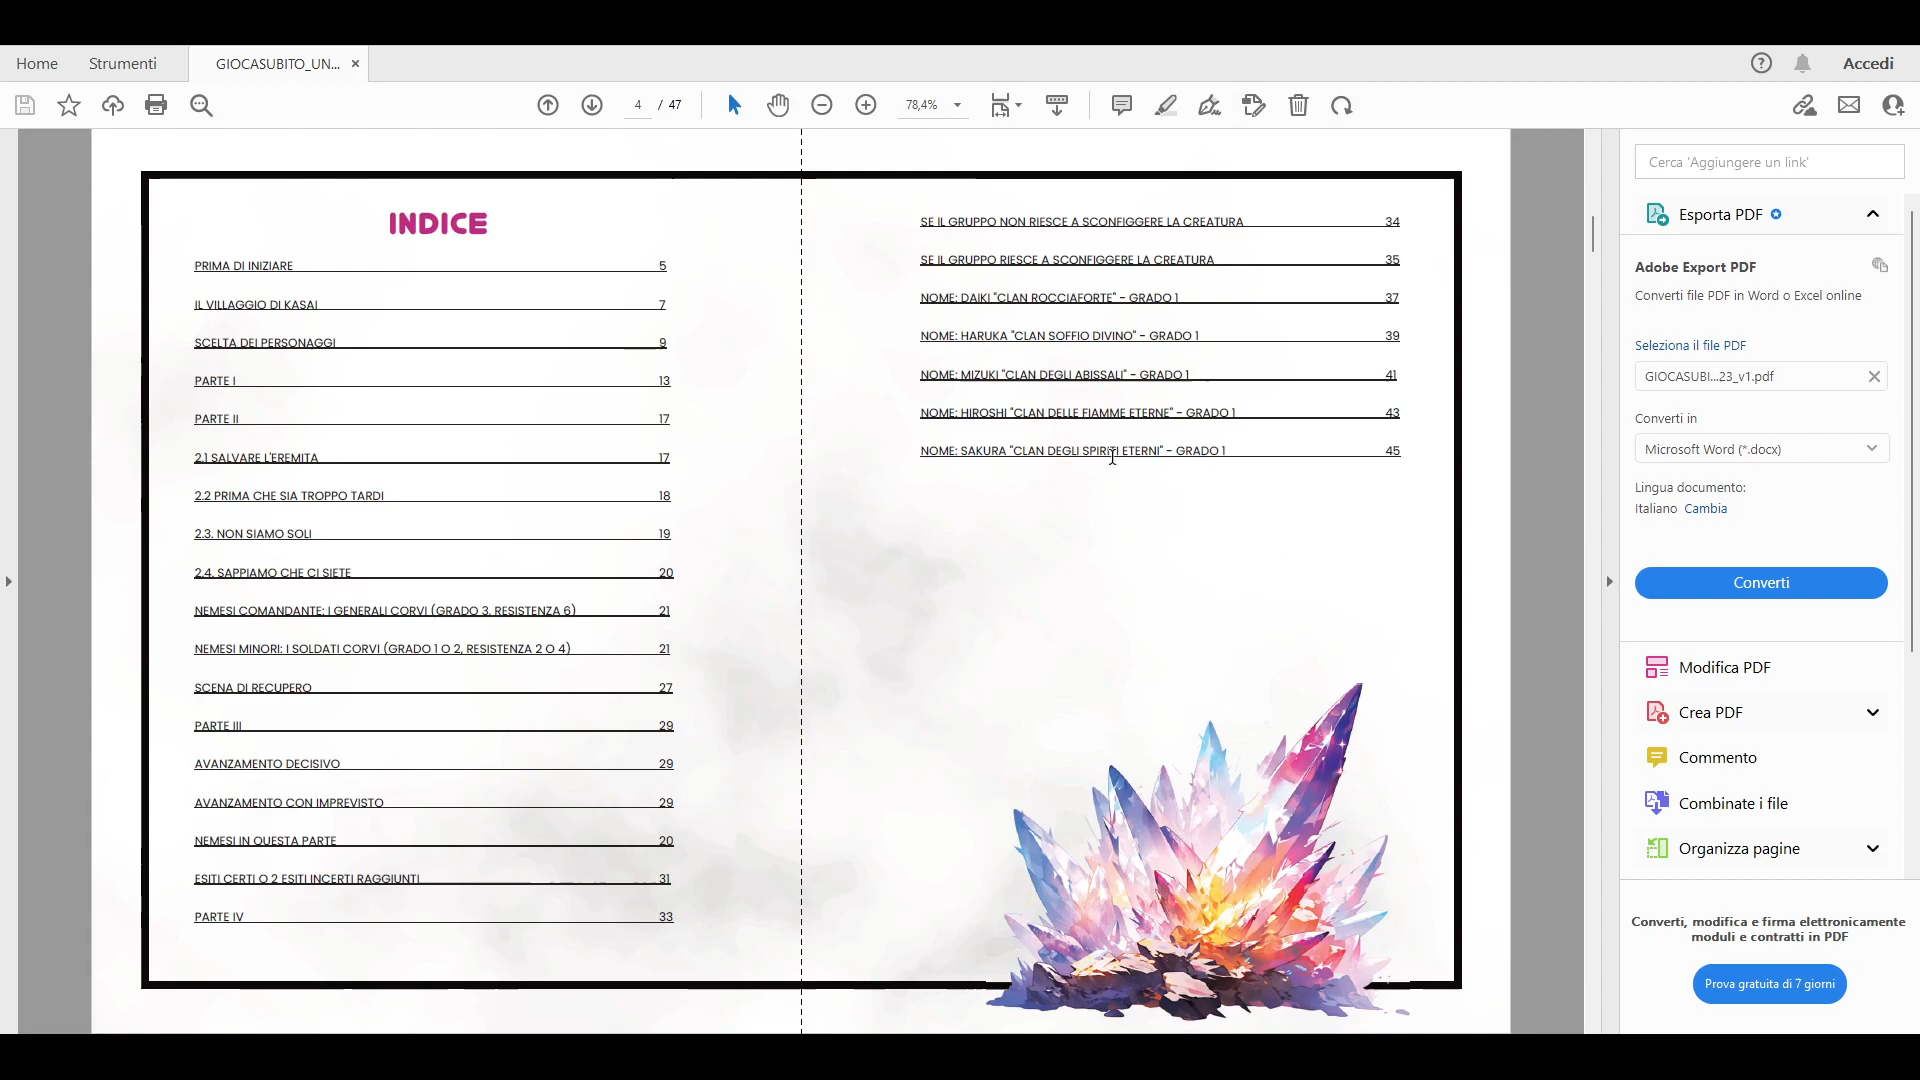 Home Strumenti GIOCASUBITO_UN... × Accedi
4 / 47 78,4%
INDICE
PRIMA DI INIZIARE 5
IL VILLAGGIO DI KASAI 7
SCELTA DEI PERSONAGGI 9
PARTE I 13
PARTE II 17
2.1 SALVARE L'EREMITA 17
2.2 PRIMA CHE SIA TROPPO TARDI 18
2.3. NON SIAMO SOLI 19
2.4. SAPPIAMO CHE CI SIETE 20
NEMESI COMANDANTE: I GENERALI CORVI (GRADO 3. RESISTENZA 6) 21
NEMESI MINORI: I SOLDATI CORVI (GRADO 1 O 2, RESISTENZA 2 O 4) 21
SCENA DI RECUPERO 27
PARTE III 29
AVANZAMENTO DECISIVO 29
AVANZAMENTO CON IMPREVISTO 29
NEMESI IN QUESTA PARTE 20
ESITI CERTI O 2 ESITI INCERTI RAGGIUNTI 31
PARTE IV 33
SE IL GRUPPO NON RIESCE A SCONFIGGERE LA CREATURA 34
SE IL GRUPPO RIESCE A SCONFIGGERE LA CREATURA 35
NOME: DAIKI "CLAN ROCCIAFORTE" - GRADO 1 37
NOME: HARUKA "CLAN SOFFIO DIVINO" - GRADO 1 39
NOME: MIZUKI "CLAN DEGLI ABISSALI" - GRADO 1 41
NOME: HIROSHI "CLAN DELLE FIAMME ETERNE" - GRADO 1 43
NOME: SAKURA "CLAN DEGLI SPIRITI ETERNI" - GRADO 1 45
Cerca 'Aggiungere un link'
Esporta PDF
Adobe Export PDF
Converti file PDF in Word o Excel online
Seleziona il file PDF
GIOCASUBI...23_v1.pdf
Converti in
Microsoft Word (*.docx)
Lingua documento:
Italiano Cambia
Converti
Modifica PDF
Crea PDF
Commento
Combinate i file
Organizza pagine
Converti, modifica e firma elettronicamente
moduli e contratti in PDF
Prova gratuita di 7 giorni